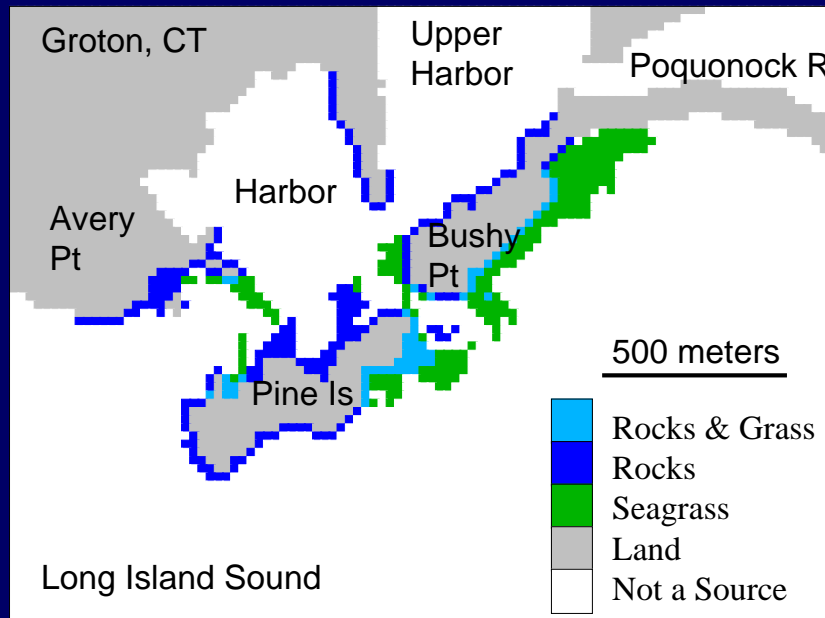 Groton, CT
Upper
Harbor
Poquonock R
Harbor
Avery
Pt
Bushy
Pt
Pine Is
500 meters
Rocks & Grass
Rocks
Seagrass
Land
Not a Source
Long Island Sound